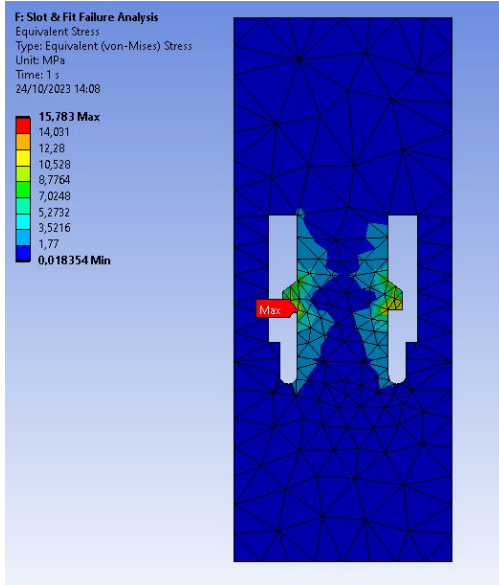 F: Slot & Fit Failure Analysis
Equivalent Stress
Type: Equivalent (von-Mises) Stress
Unit: MPa
Time: 1 s
24/10/2023 14:08
15,783 Max
14,031
12,28
10,528
8,7764
7,0248
5,2732
3,5216
1,77
0,018354 Min
Max